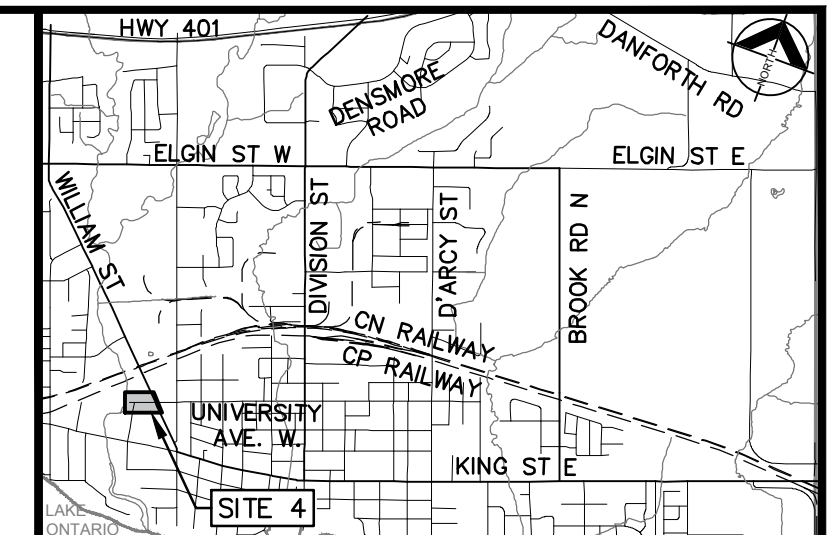 HWY 401
DANFORTH RD
NORTH
DENSMORE
ROAD
ELGIN ST W
ELGIN ST E
WILLIAM ST
DIVISION ST
D'ARCY ST
BROOK RD N
CN RAILWAY
CP RAILWAY
UNIVERSITY
AVE. W.
KING ST E
SITE 4
LAKE
ONTARIO